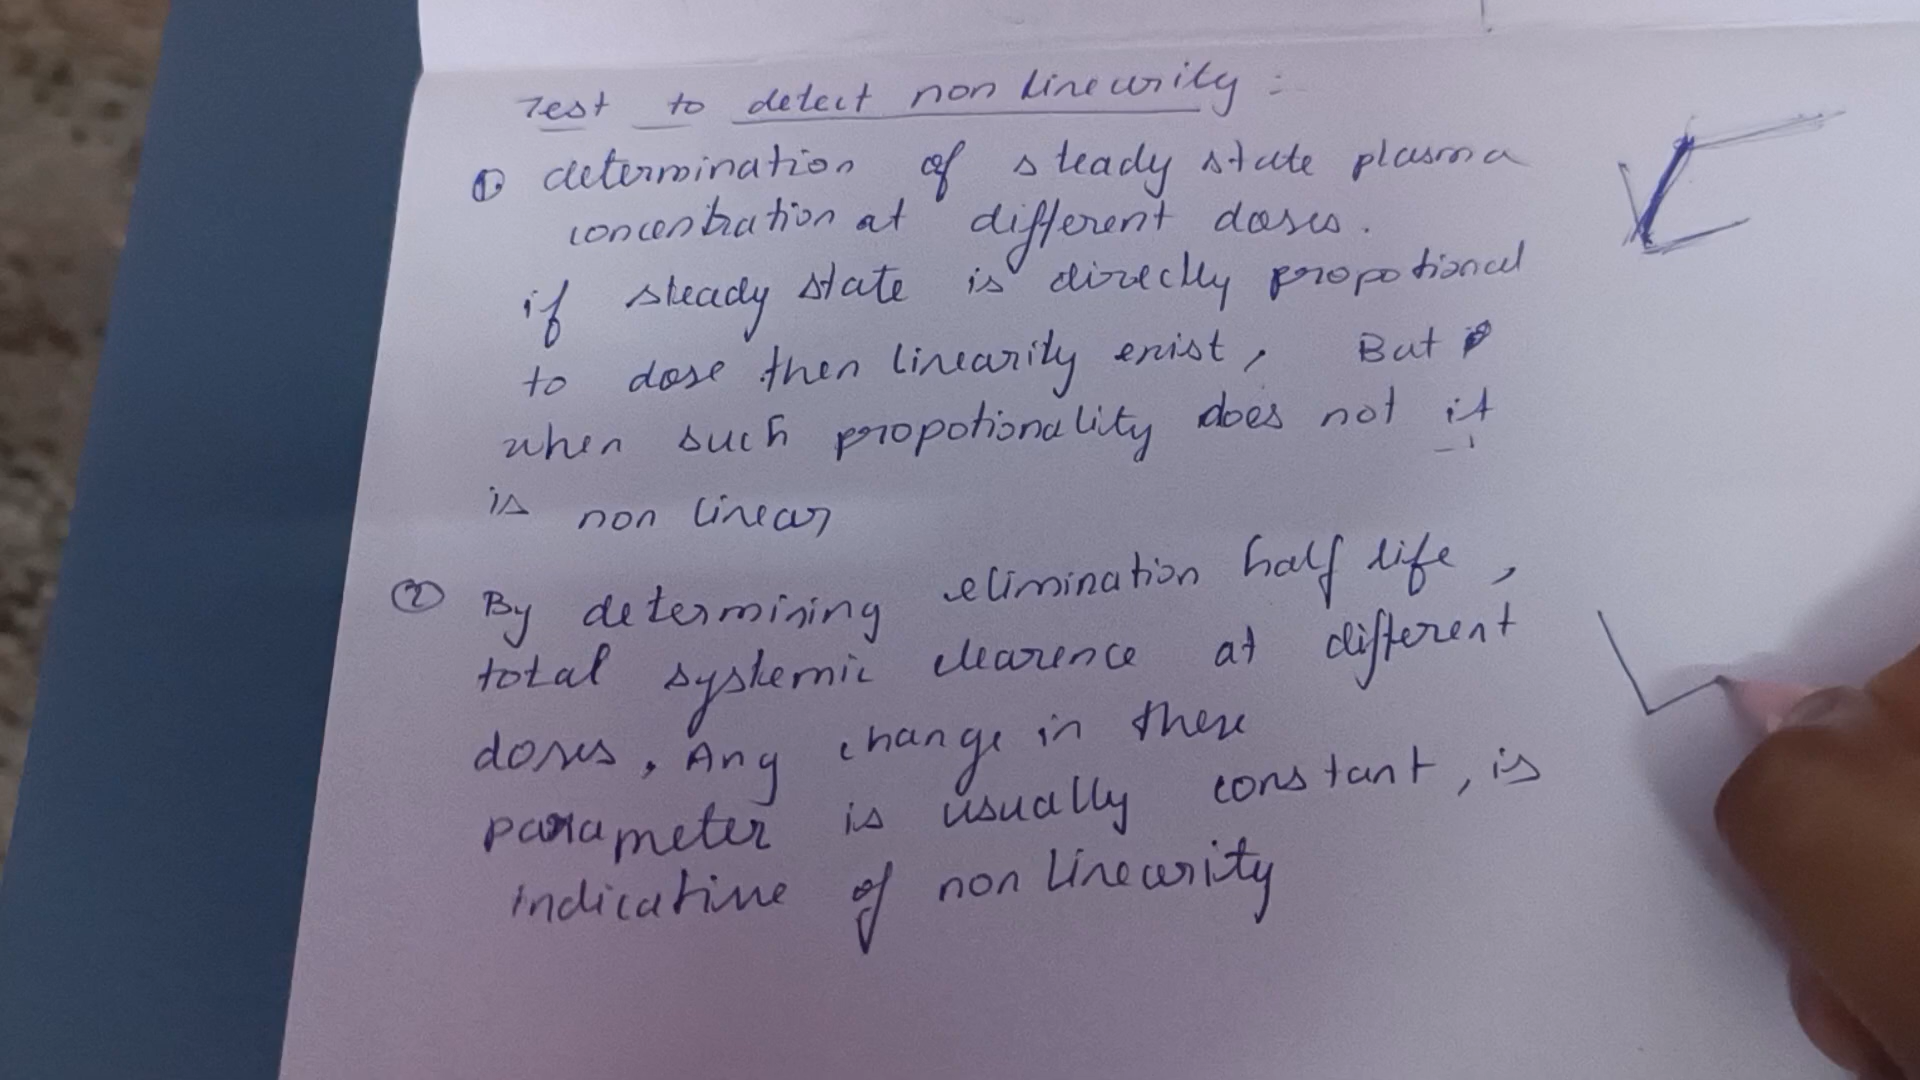 Test to detect non linearity :
① determination of steady state plasma
concentration at different doses.
if steady state is directly propotional
to dose then linearity exist, But
when such propotionality does not it
is non linear
② By determining elimination half life,
total systemic clearence at different
doses. Any change in these
parameter is usually constant, is
indicative of non linearity